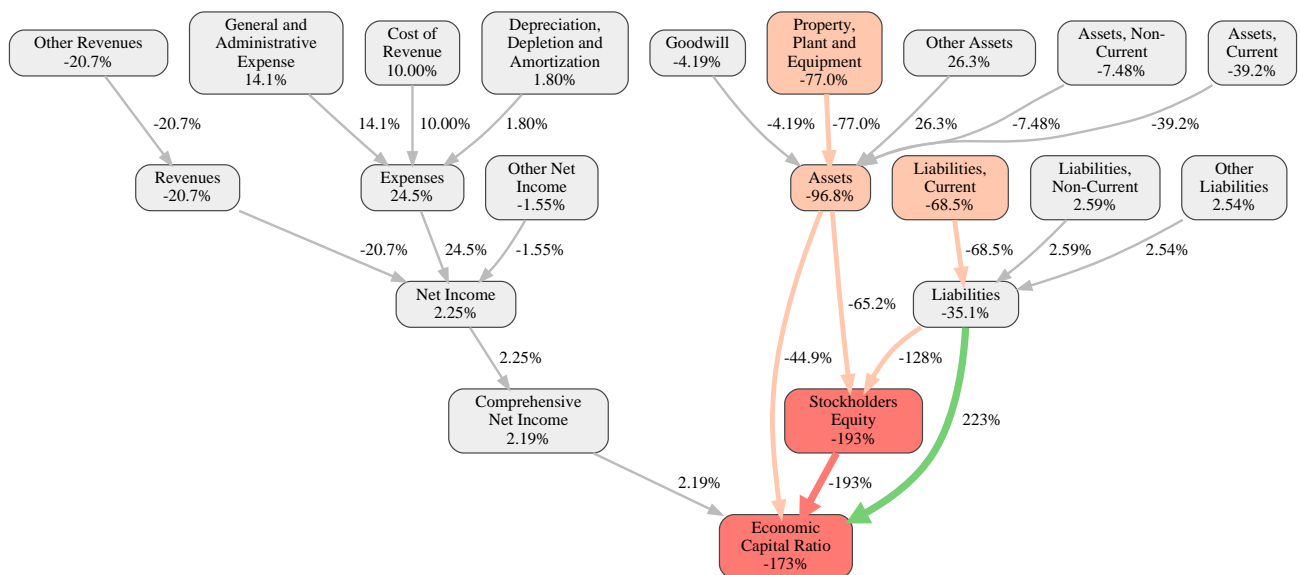 Other Revenues
-20.7%
General and
Administrative
Expense
14.1%
Cost of
Revenue
10.00%
Depreciation,
Depletion and
Amortization
1.80%
Goodwill
-4.19%
Property,
Plant and
Equipment
-77.0%
Other Assets
26.3%
Assets, Non-
Current
-7.48%
Assets,
Current
-39.2%
-20.7%
14.1%
10.00%
1.80%
-4.19%
-77.0%
26.3%
-7.48%
-39.2%
Revenues
-20.7%
Expenses
24.5%
Other Net
Income
-1.55%
Assets
-96.8%
Liabilities,
Current
-68.5%
Liabilities,
Non-Current
2.59%
Other
Liabilities
2.54%
-20.7%
24.5%
-1.55%
-68.5%
2.59%
2.54%
Net Income
2.25%
-65.2%
Liabilities
-35.1%
2.25%
-44.9%
-128%
Comprehensive
Net Income
2.19%
Stockholders
Equity
-193%
223%
2.19%
-193%
Economic
Capital Ratio
-173%